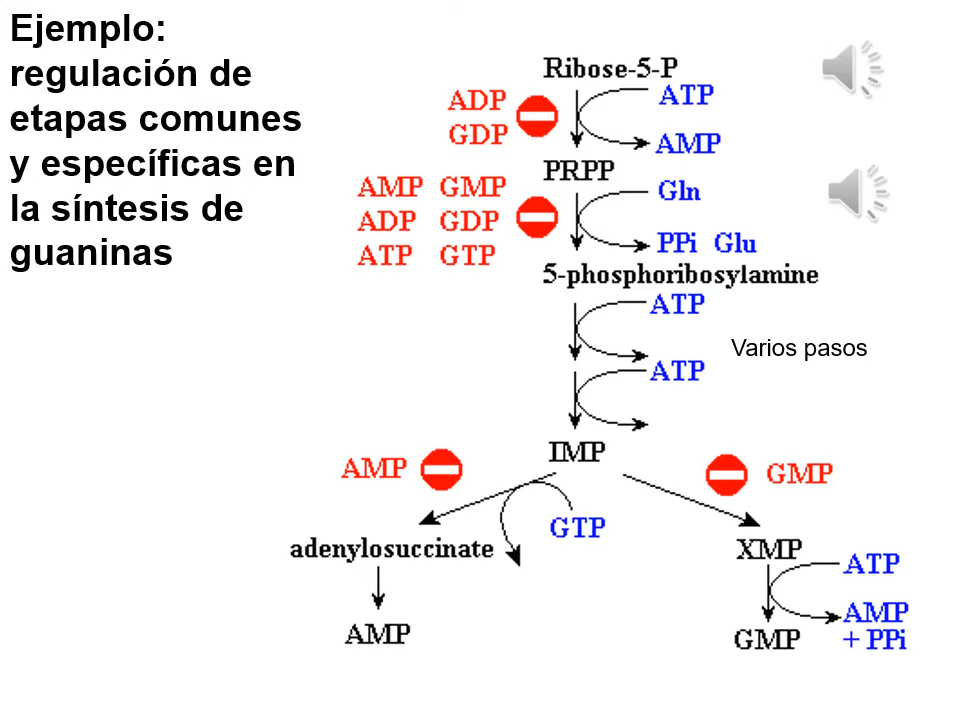 Ejemplo:
regulación de
etapas comunes
y específicas en
la síntesis de
guaninas
Ribose-5-P
ADP
GDP
ATP
AMP
PRPP
AMP GMP
ADP GDP
ATP GTP
Gln
PPi Glu
5-phosphoribosylamine
ATP
Varios pasos
ATP
IMP
AMP
GMP
GTP
adenylosuccinate
XMP
ATP
AMP
GMP
AMP
+ PPi